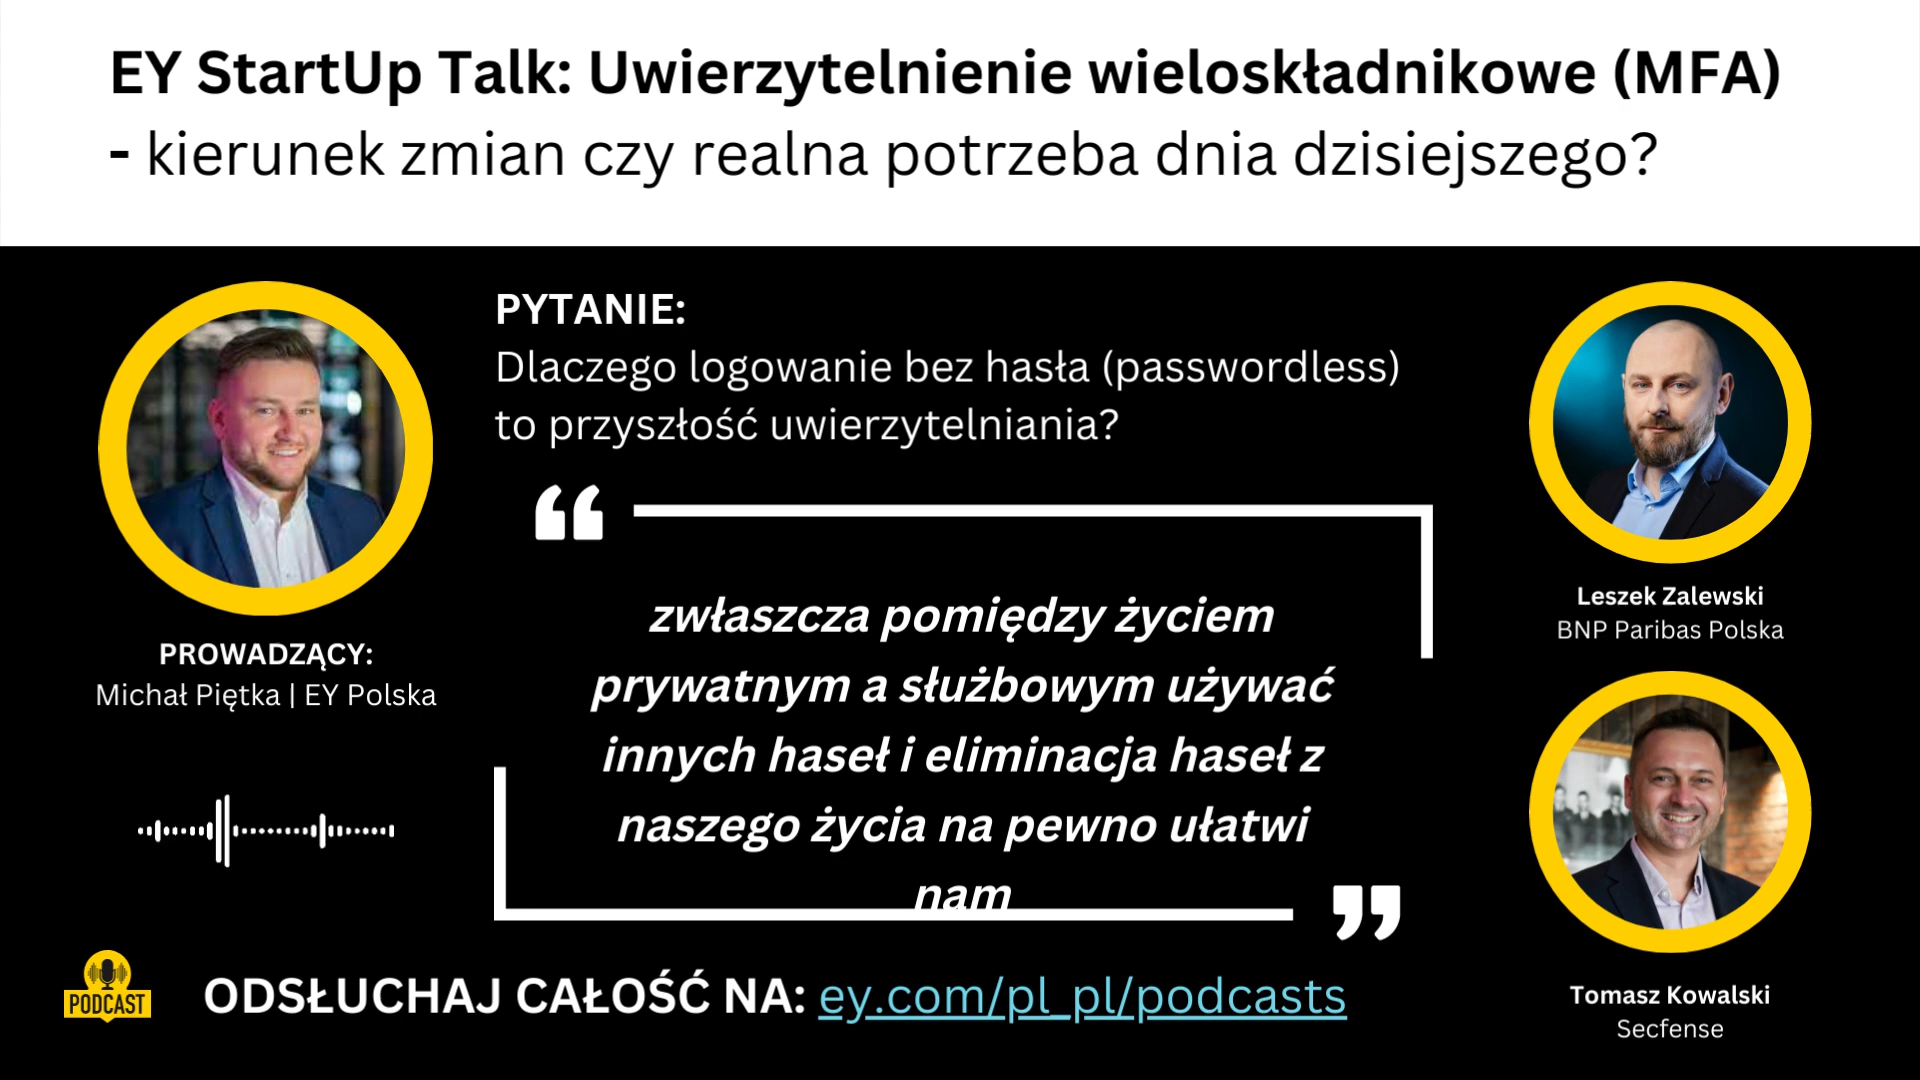 EY StartUp Talk: Uwierzytelnienie wieloskładnikowe (MFA)
- kierunek zmian czy realna potrzeba dnia dzisiejszego?
PYTANIE:
Dlaczego logowanie bez hasła (passwordless)
to przyszłość uwierzytelniania?
“
zwłaszcza pomiędzy życiem
prywatnym a służbowym używać
innych haseł i eliminacja haseł z
naszego życia na pewno ułatwi
nam
”
PROWADZĄCY:
Michał Piętka | EY Polska
Leszek Zalewski
BNP Paribas Polska
Tomasz Kowalski
Secfense
PODCAST
ODSŁUCHAJ CAŁOŚĆ NA: ey.com/pl_pl/podcasts